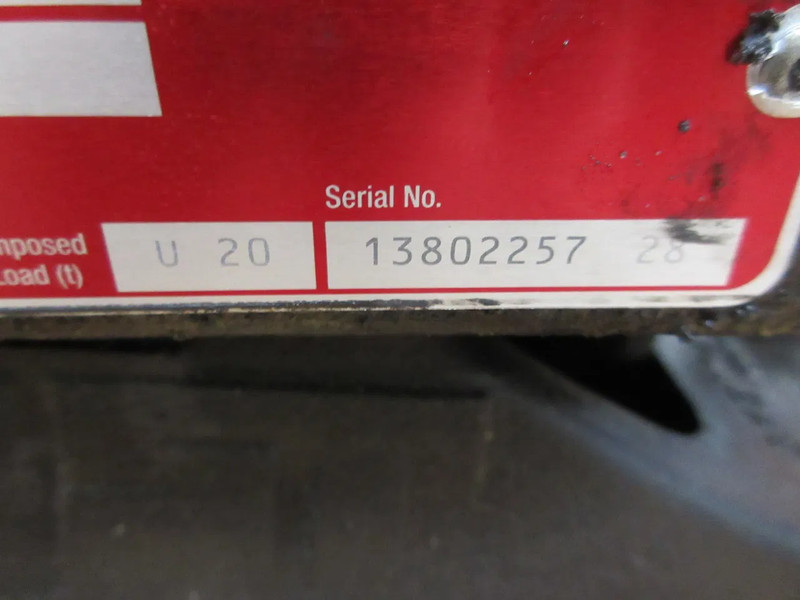 Serial No.
mposed
Load (t)
U 20
13802257 28